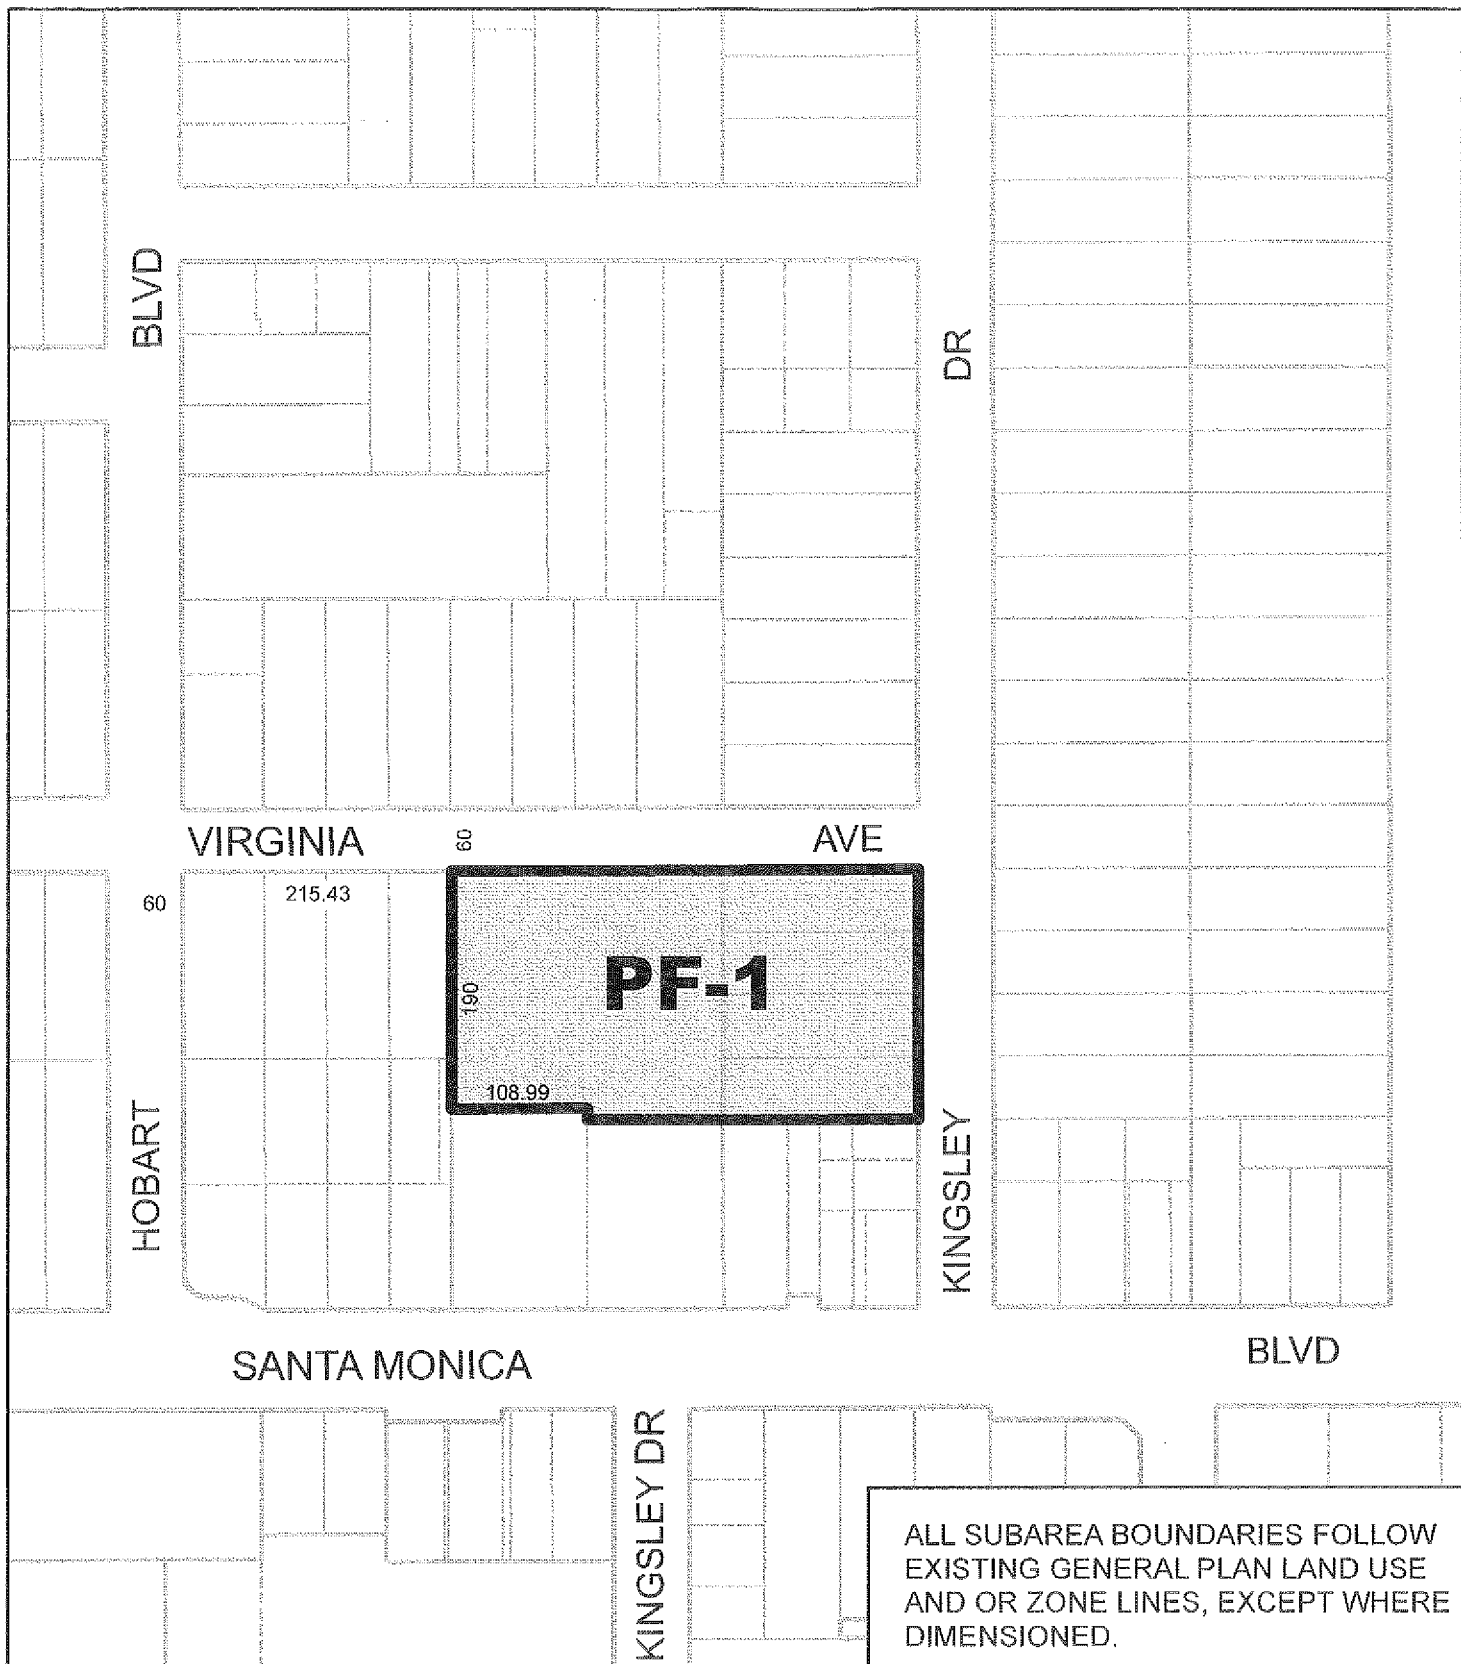 BLVD
DR
VIRGINIA
60
AVE
60
215.43
190
PF-1
108.99
HOBART
KINGSLEY
SANTA MONICA
BLVD
KINGSLEY DR
ALL SUBAREA BOUNDARIES FOLLOW
EXISTING GENERAL PLAN LAND USE
AND OR ZONE LINES, EXCEPT WHERE
DIMENSIONED.